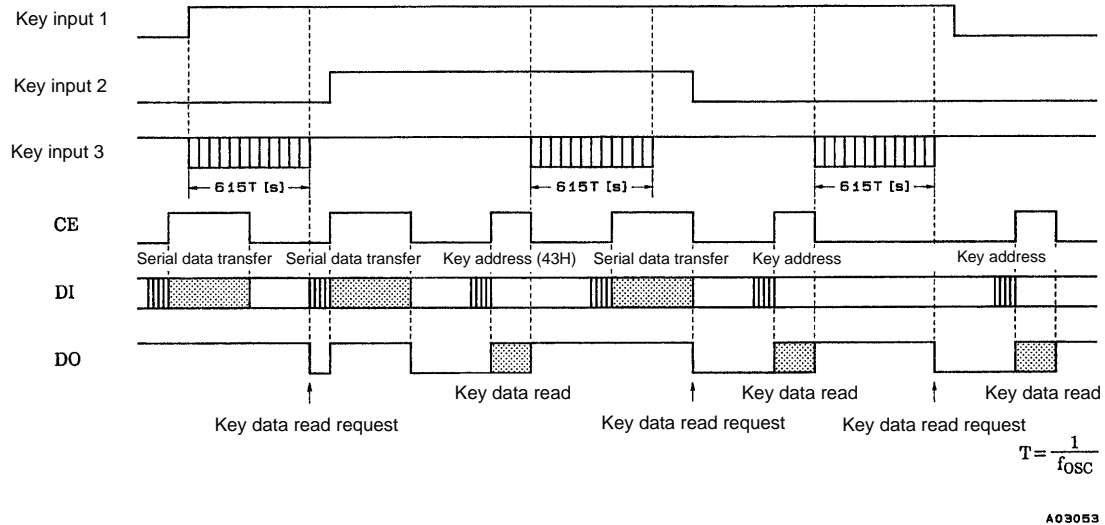 Key input 1
Key input 2
Key input 3
615T [s] 615T [s] 615T [s]
CE
Serial data transfer Serial data transfer Key address (43H) Serial data transfer Key address Key address
DI
DO
Key data read Key data read Key data read
Key data read request Key data read request Key data read request
T=1/fOSC
A03053